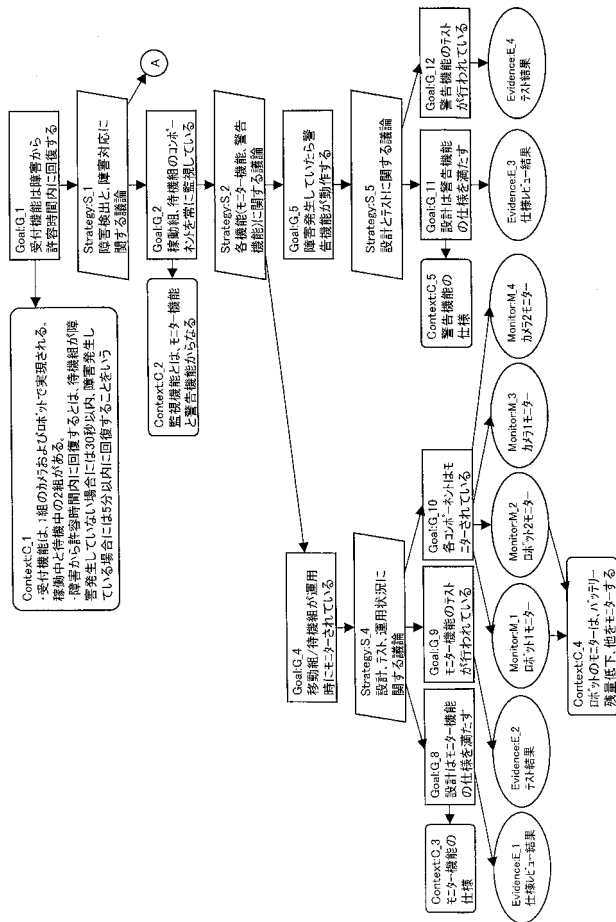 Goal:G_1
受付機能は障害から
許容時間内に回復する
Context:C_1
・受付機能は、1組のカメラおよびロボットで実現される。
稼働中と待機中の2組がある。
・障害から許容時間内に回復するとは、待機組が障
害発生していない場合には30秒以内、障害発生し
ている場合には5分以内に回復することをいう
Strategy:S_1
障害検出と、障害対応に
関する議論
A
Goal:G_2
稼動組、待機組のコンポー
ネントを常に監視している
Context:C_2
監視機能とは、モニター機能
と警告機能からなる
Strategy:S_2
各機能(モニター機能、警告
機能)に関する議論
Goal:G_4
移動組/待機組が運用
時にモニターされている
Goal:G_5
障害発生していたら警
告機能が動作する
Strategy:S_4
設計、テスト、運用状況に
関する議論
Strategy:S_5
設計とテストに関する議論
Context:C_3
モニター機能の
仕様
Goal:G_8
設計はモニター機能
の仕様を満たす
Goal:G_9
モニター機能のテスト
が行われている
Goal:G_10
各コンポーネントはモ
ニターされている
Context:C_5
警告機能の
仕様
Goal:G_11
設計は警告機能
の仕様を満たす
Goal:G_12
警告機能のテスト
が行われている
Evidence:E_1
仕様レビュー結果
Evidence:E_2
テスト結果
Monitor:M_1
ロボット1モニター
Monitor:M_2
ロボット2モニター
Monitor:M_3
カメラ1モニター
Monitor:M_4
カメラ2モニター
Evidence:E_3
仕様レビュー結果
Evidence:E_4
テスト結果
Context:C_4
ロボットのモニターは、バッテリー
残量低下、他をモニターする